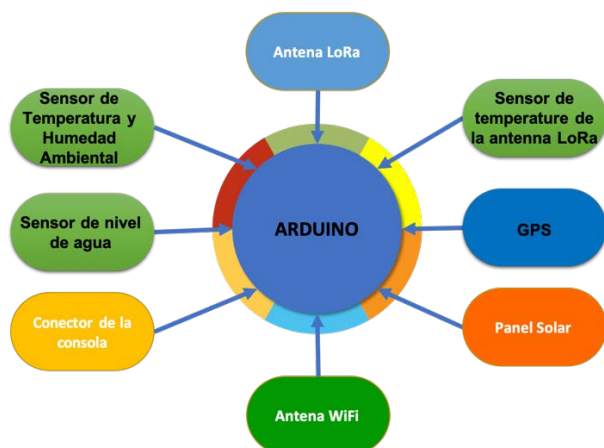 Antena LoRa
Sensor de
Temperatura y
Humedad
Ambiental
Sensor de
temperature de
la antenna LoRa
Sensor de nivel
de agua
ARDUINO
GPS
Conector de la
consola
Panel Solar
Antena WiFi